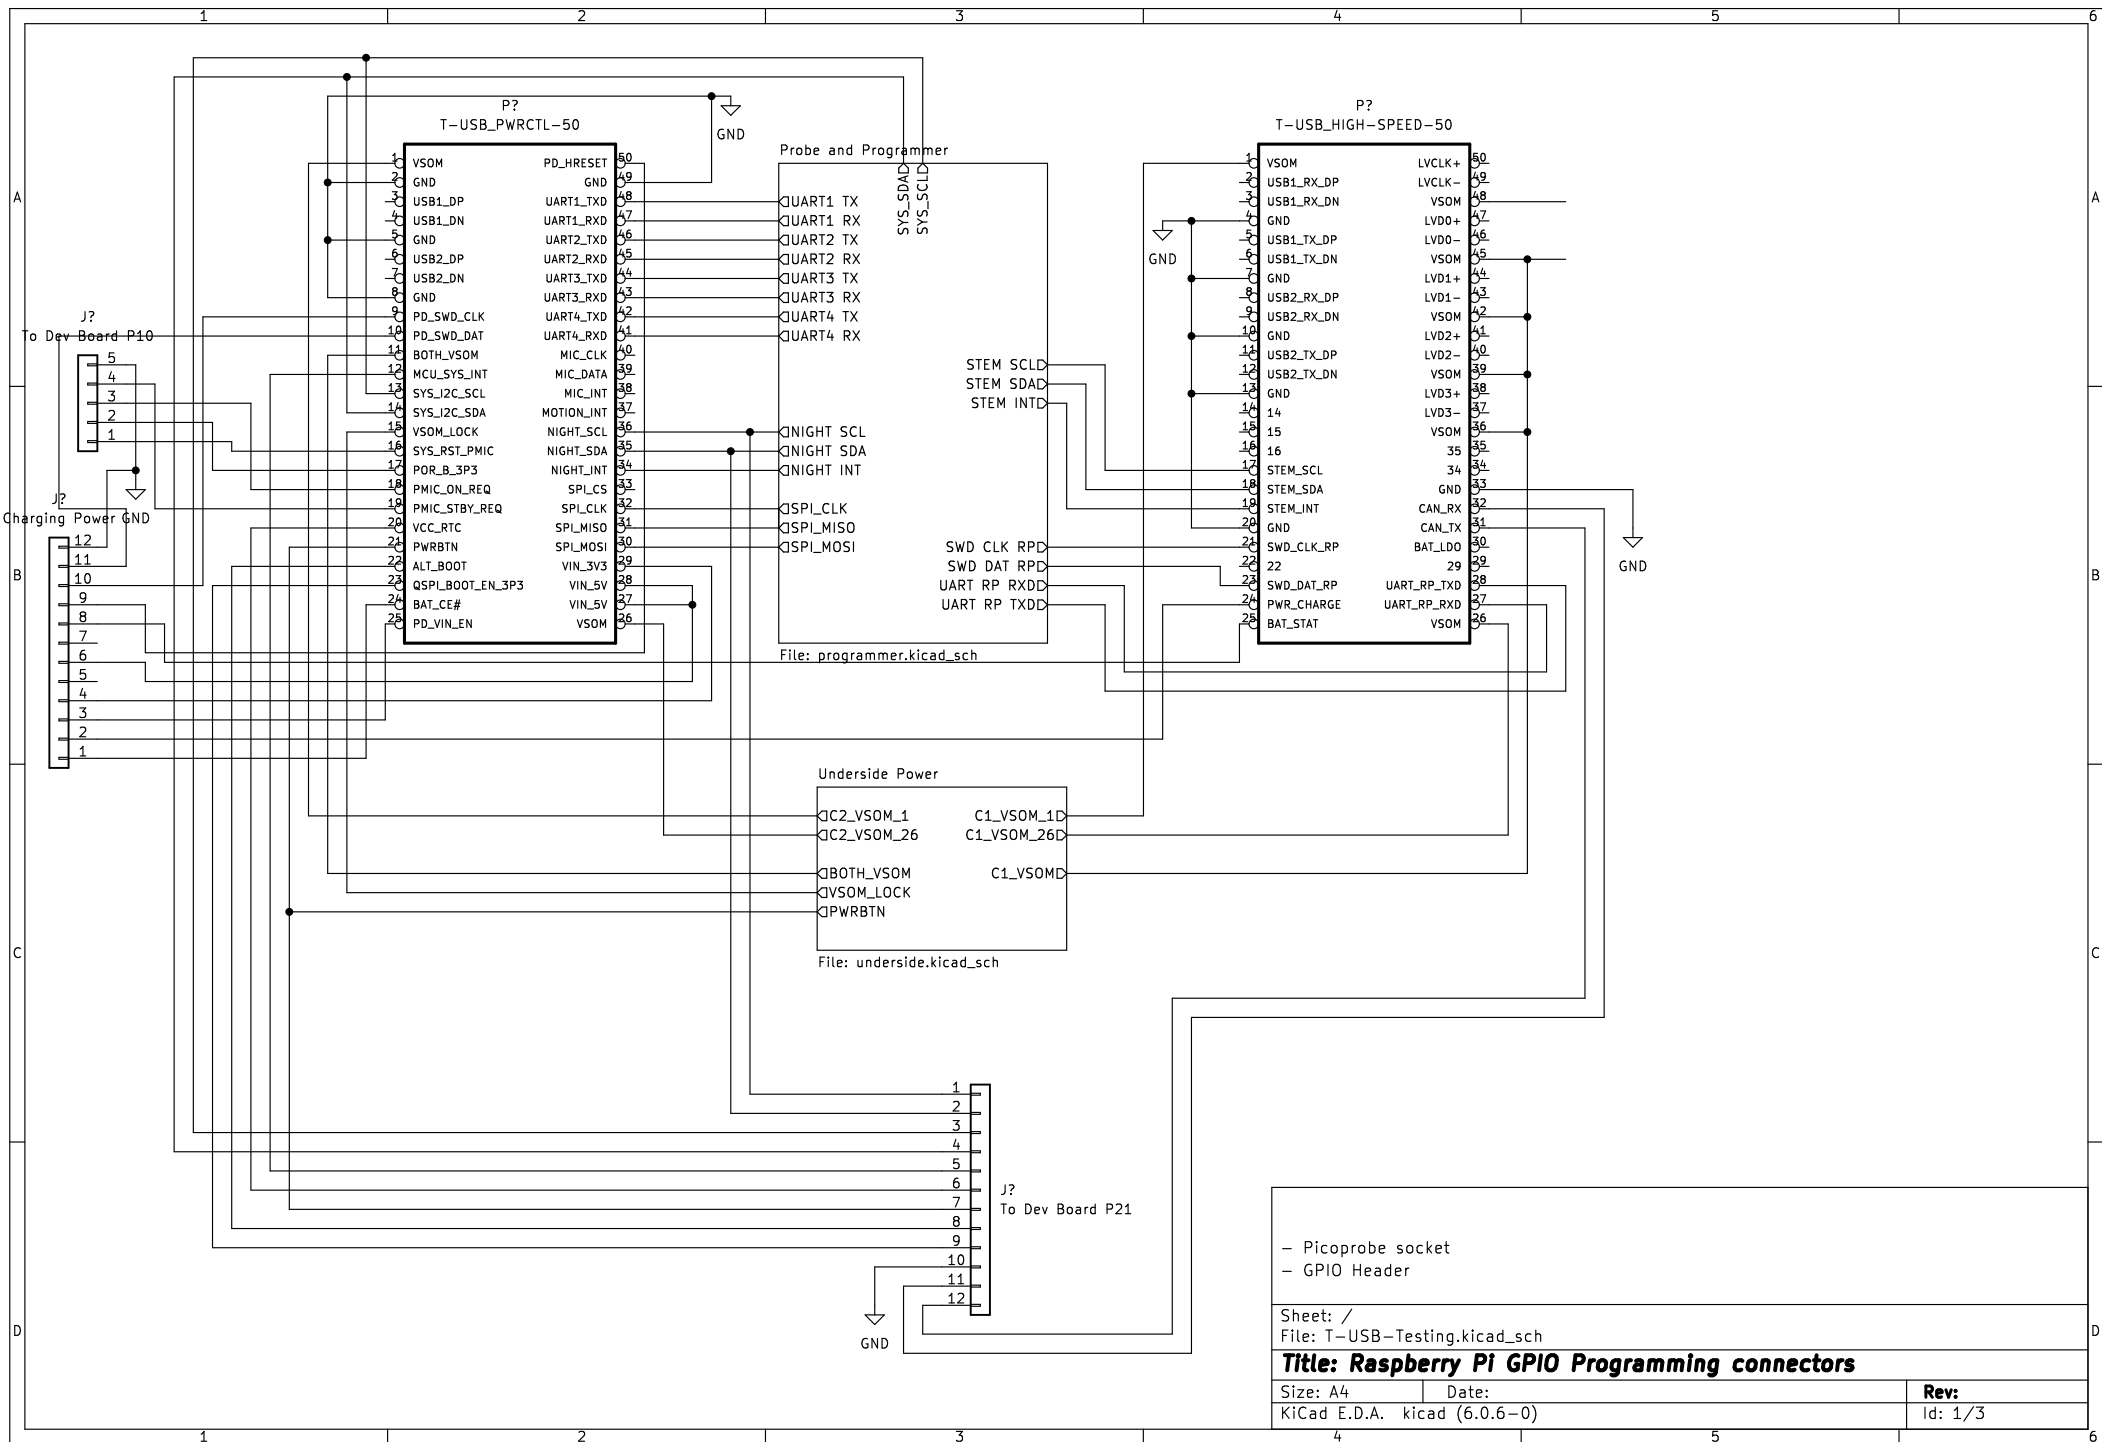 1 2 3 4 5 6
P?
T-USB_PWRCTL-50
GND
1 VSOM PD_HRESET 50
2 GND GND 49
3 USB1_DP UART1_TXD 48
4 USB1_DN UART1_RXD 47
5 GND UART2_TXD 46
6 USB2_DP UART2_RXD 45
7 USB2_DN UART3_TXD 44
8 GND UART3_RXD 43
9 PD_SWD_CLK UART4_TXD 42
10 PD_SWD_DAT UART4_RXD 41
11 BOTH_VSOM MIC_CLK 40
12 MCU_SYS_INT MIC_DATA 39
13 SYS_I2C_SCL MIC_INT 38
14 SYS_I2C_SDA MOTION_INT 37
15 VSOM_LOCK NIGHT_SCL 36
16 SYS_RST_PMIC NIGHT_SDA 35
17 POR_B_3P3 NIGHT_INT 34
18 PMIC_ON_REQ SPI_CS 33
19 PMIC_STBY_REQ SPI_CLK 32
20 VCC_RTC SPI_MISO 31
21 PWRBTN SPI_MOSI 30
22 ALT_BOOT VIN_3V3 29
23 QSPI_BOOT_EN_3P3 VIN_5V 28
24 BAT_CE# VIN_5V 27
25 PD_VIN_EN VSOM 26
Probe and Programmer
SYS_SDA
SYS_SCL
UART1 TX
UART1 RX
UART2 TX
UART2 RX
UART3 TX
UART3 RX
UART4 TX
UART4 RX
STEM SCL
STEM SDA
STEM INT
NIGHT SCL
NIGHT SDA
NIGHT INT
SPI_CLK
SPI_MISO
SPI_MOSI
SWD CLK RP
SWD DAT RP
UART RP RXD
UART RP TXD
File: programmer.kicad_sch
P?
T-USB_HIGH-SPEED-50
1 VSOM LVCLK+ 50
2 USB1_RX_DP LVCLK- 49
3 USB1_RX_DN VSOM 48
4 GND LVD0+ 47
5 USB1_TX_DP LVD0- 46
6 USB1_TX_DN VSOM 45
7 GND LVD1+ 44
8 USB2_RX_DP LVD1- 43
9 USB2_RX_DN VSOM 42
10 GND LVD2+ 41
11 USB2_TX_DP LVD2- 40
12 USB2_TX_DN VSOM 39
13 GND LVD3+ 38
14 14 LVD3- 37
15 15 VSOM 36
16 16 35 35
17 STEM_SCL 34 34
18 STEM_SDA GND 33
19 STEM_INT CAN_RX 32
20 GND CAN_TX 31
21 SWD_CLK_RP BAT_LDO 30
22 22 29 29
23 SWD_DAT_RP UART_RP_TXD 28
24 PWR_CHARGE UART_RP_RXD 27
25 BAT_STAT VSOM 26
GND
GND
J?
To Dev Board P10
5
4
3
2
1
J?
Charging Power GND
12
11
10
9
8
7
6
5
4
3
2
1
Underside Power
C2_VSOM_1 C1_VSOM_1
C2_VSOM_26 C1_VSOM_26
BOTH_VSOM C1_VSOM
VSOM_LOCK
PWRBTN
File: underside.kicad_sch
1
2
3
4
5
6
7
8
9
10
11
12
J?
To Dev Board P21
GND
A A
B B
C C
D D
- Picoprobe socket
- GPIO Header
Sheet: /
File: T-USB-Testing.kicad_sch
Title: Raspberry Pi GPIO Programming connectors
Size: A4 Date: Rev:
KiCad E.D.A. kicad (6.0.6-0) Id: 1/3
1 2 3 4 5 6